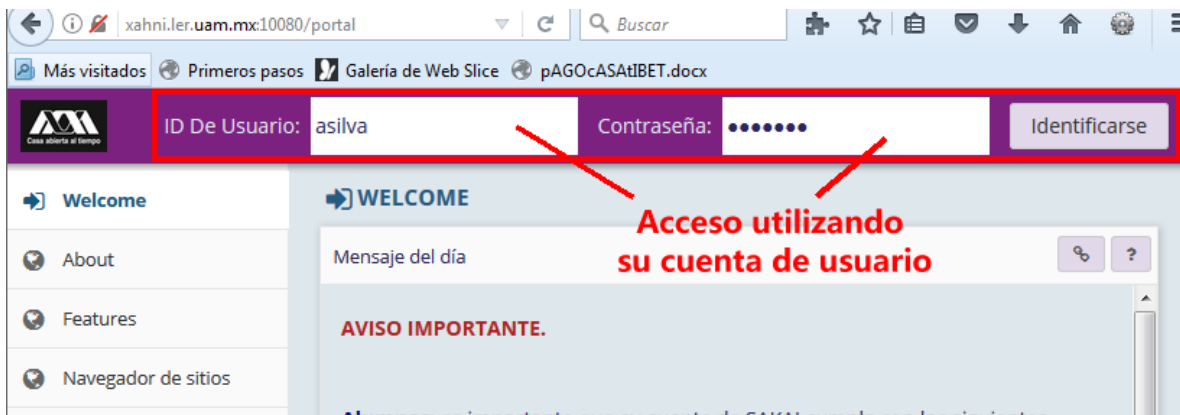 xahni.ler.uam.mx:10080/portal
Buscar
Más visitados Primeros pasos Galería de Web Slice pAGOcASAtIBET.docx
Casa abierta al tiempo
ID De Usuario: asilva Contraseña: ●●●●●●● Identificarse
Welcome
WELCOME
Acceso utilizando
su cuenta de usuario
About
Mensaje del día
?
Features
AVISO IMPORTANTE.
Navegador de sitios